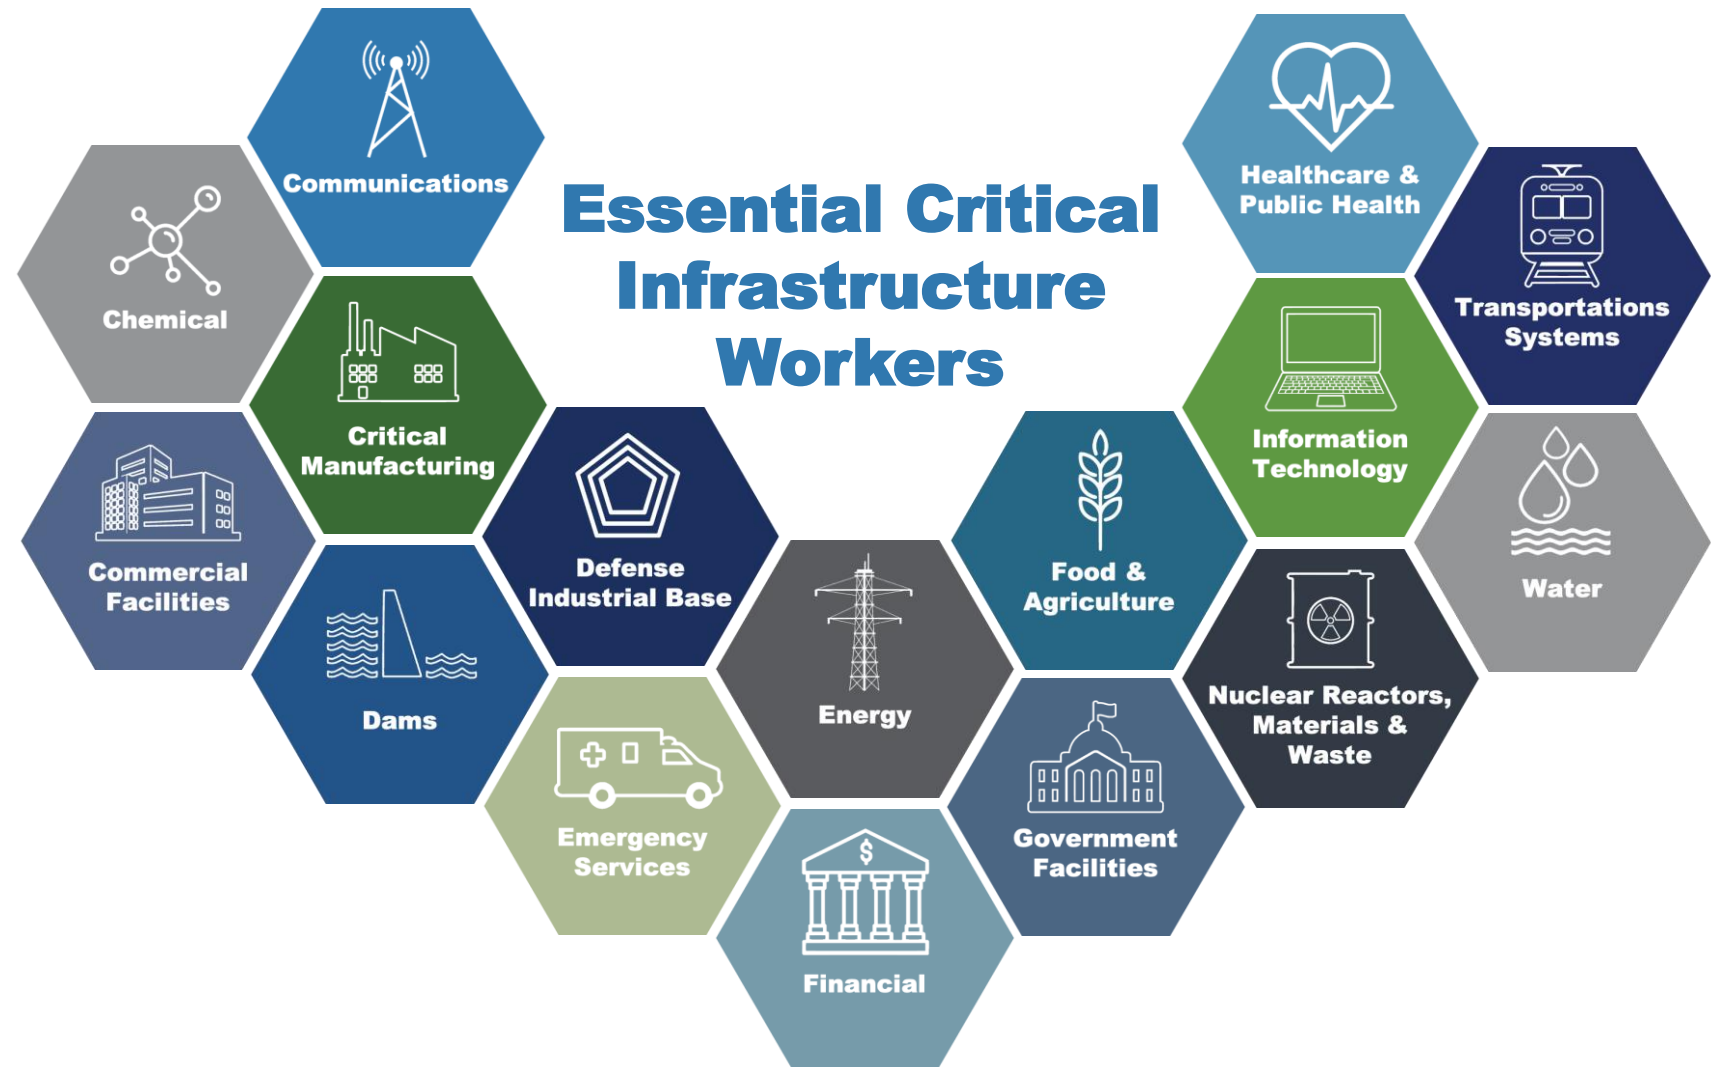 Essential Critical
Infrastructure
Workers
Communications
Chemical
Critical
Manufacturing
Commercial
Facilities
Dams
Defense
Industrial Base
Emergency
Services
Energy
$
Financial
Food &
Agriculture
Government
Facilities
Healthcare &
Public Health
Information
Technology
Nuclear Reactors,
Materials &
Waste
Transportations
Systems
Water